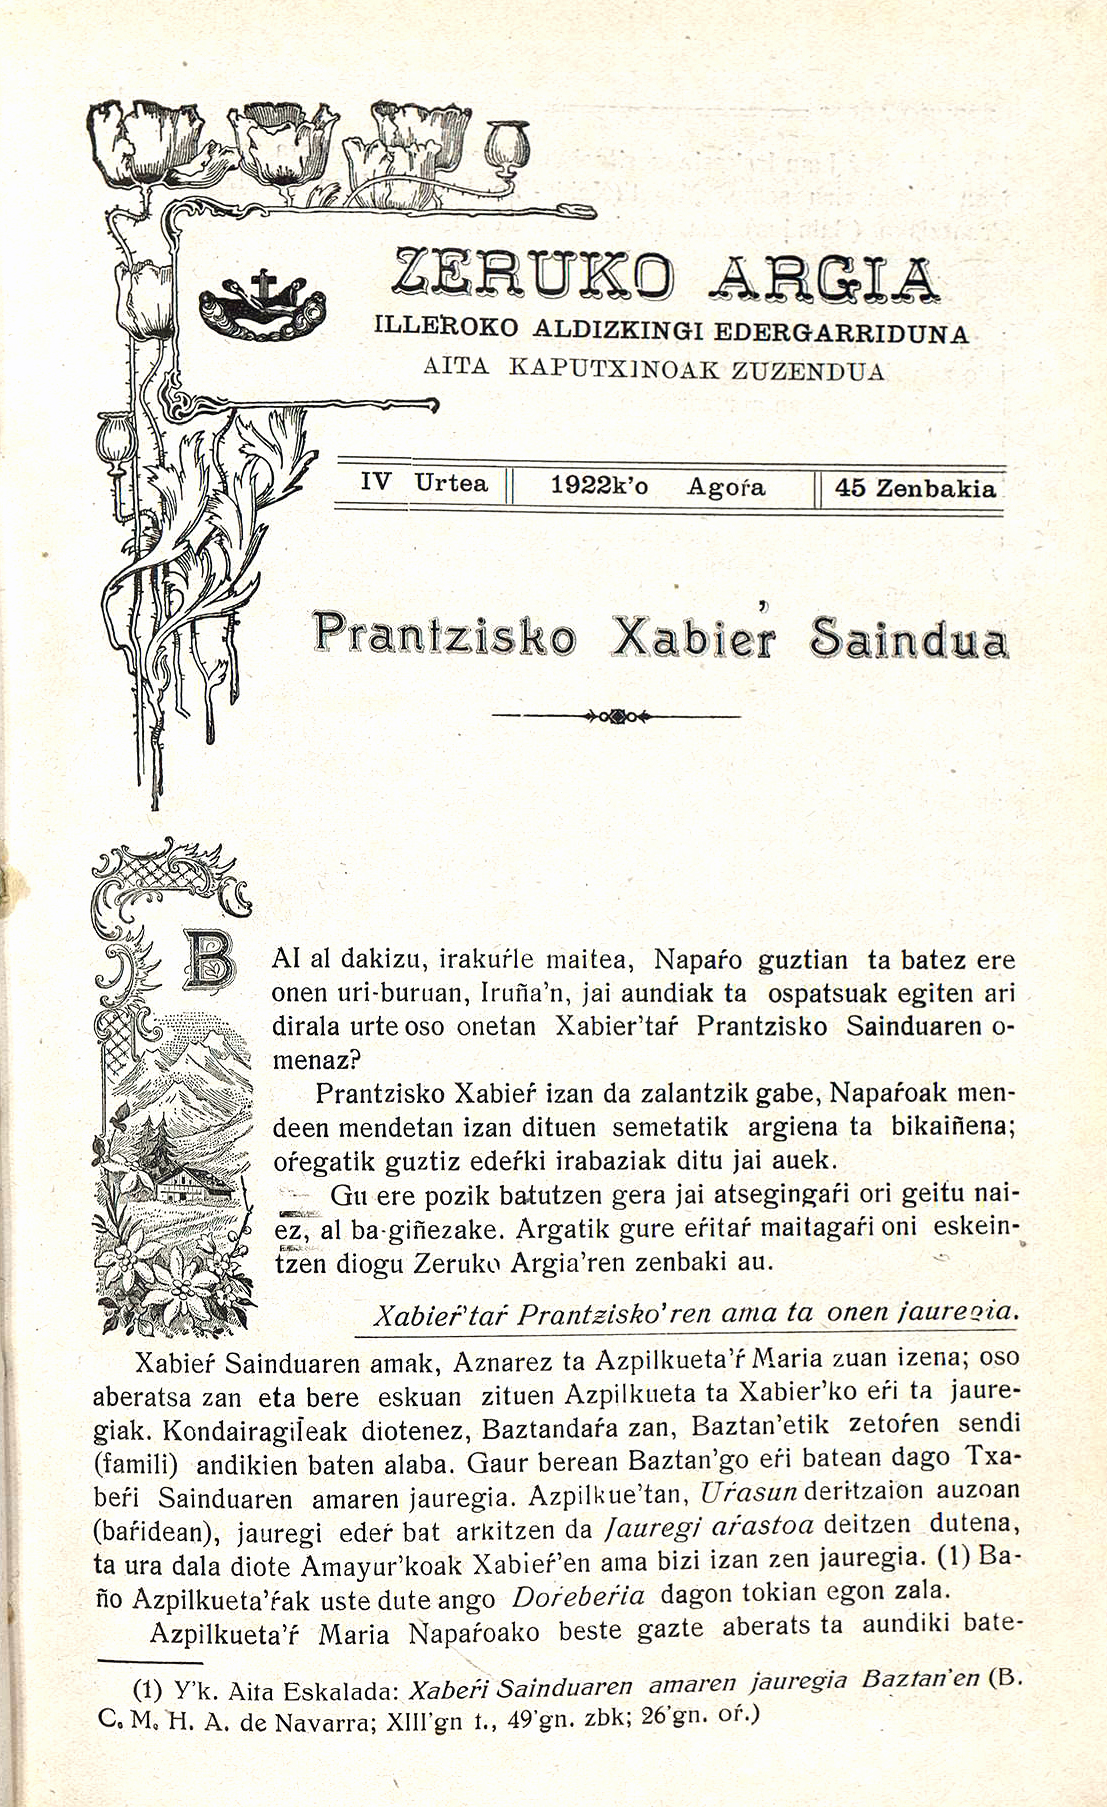 ZERUKO ARGIA
ILLEŔOKO ALDIZKINGI EDERGARRIDUNA
AITA KAPUTXINOAK ZUZENDUA
IV Urtea || 1922k'o Agoŕa || 45 Zenbakia
Prantzisko Xabieŕ Saindua
BAI al dakizu, irakuŕle maitea, Napaŕo guztian ta batez ere
onen uri-buruan, Iruña'n, jai aundiak ta ospatsuak egiten ari
dirala urte oso onetan Xabier'taŕ Prantzisko Sainduaren o-
menaz?
Prantzisko Xabieŕ izan da zalantzik gabe, Napaŕoak men-
deen mendetan izan dituen semetatik argiena ta bikaiñena;
oŕegatik guztiz edeŕki irabaziak ditu jai auek.
Gu ere pozik batutzen gera jai atsegingaŕi ori geitu nai-
ez, al ba-giñezake. Argatik gure eŕitaŕ maitagaŕi oni eskein-
tzen diogu Zeruko Argia'ren zenbaki au.
Xabieŕ'taŕ Prantzisko'ren ama ta onen jauregia.
Xabieŕ Sainduaren amak, Aznarez ta Azpilkueta'ŕ Maria zuan izena; oso
aberatsa zan eta bere eskuan zituen Azpilkueta ta Xabier'ko eŕi ta jaure-
giak. Kondairagileak diotenez, Baztandaŕa zan, Baztan'etik zetoŕen sendi
(famili) andikien baten alaba. Gaur berean Baztan'go eŕi batean dago Txa-
beŕi Sainduaren amaren jauregia. Azpilkue'tan, Uŕasun deritzaion auzoan
(baŕidean), jauregi edeŕ bat arkitzen da Jauregi aŕastoa deitzen dutena,
ta ura dala diote Amayur'koak Xabieŕ'en ama bizi izan zen jauregia. (1) Ba-
ño Azpilkueta'ŕak uste dute ango Doŕebeŕia dagon tokian egon zala.
Azpilkueta'ŕ Maria Napaŕoako beste gazte aberats ta aundiki bate-
(1) Y'k. Aita Eskalada: Xabeŕi Sainduaren amaren jauregia Baztan'en (B.
C. M. H. A. de Navarra; XIII'gn t., 49'gn. zbk; 26'gn. oŕ.)